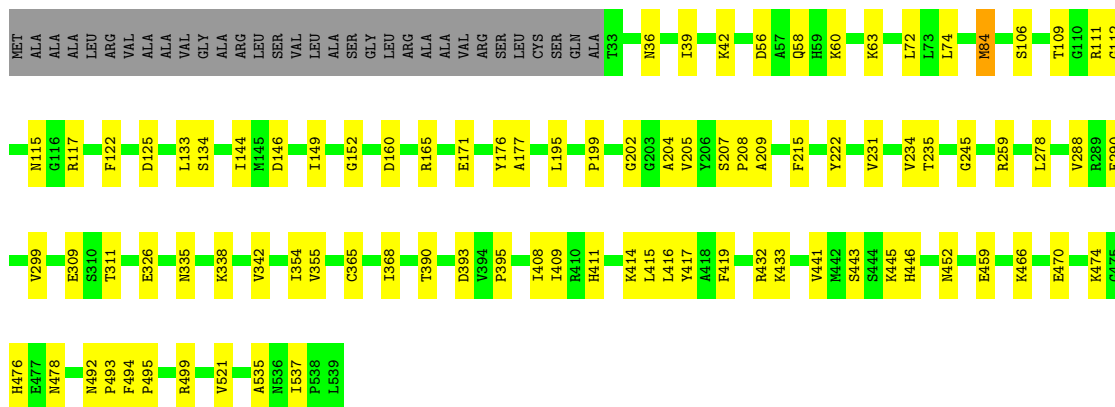 MET ALA ALA ALA LEU ARG VAL ALA ALA VAL GLY ALA ARG LEU SER VAL LEU ALA SER GLY LEU ARG ALA ALA VAL ARG SER LEU CYS SER GLN ALA T33 N36 I39 K42 D56 A57 Q58 H59 K60 K63 L72 L73 L74 M84 S106 T109 G110 R111
N115 G116 R117 F122 D125 L133 S134 I144 M145 D146 I149 G152 D160 R165 E171 Y176 A177 L195 P199 G202 G203 A204 V205 Y206 S207 P208 A209 F215 Y222 V231 V234 T235 G245 R259 L278 V288 R289
V299 E309 S310 T311 E326 N335 K338 V342 I354 V355 C365 I368 T390 D393 V394 P395 I408 I409 R410 H411 K414 L415 L416 Y417 A418 F419 R432 K433 V441 M442 S443 S444 K445 H446 N452 E459 K466 E470 K474
H476 E477 N478 N492 P493 F494 P495 R499 V521 A535 N536 I537 P538 L539